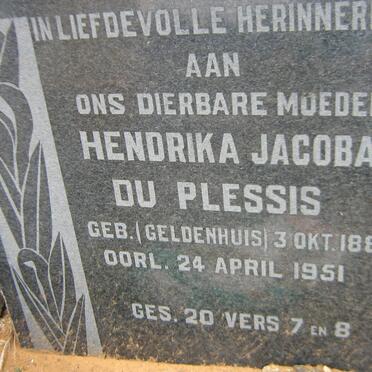 IN LIEFDEVOLLE HERINNER
AAN
ONS DIERBARE MOEDE
HENDRIKA JACOBA
DU PLESSIS
GEB. (GELDENHUIS) 3 OKT. 188
OORL. 24 APRIL 1951
GES. 20 VERS 7 EN 8